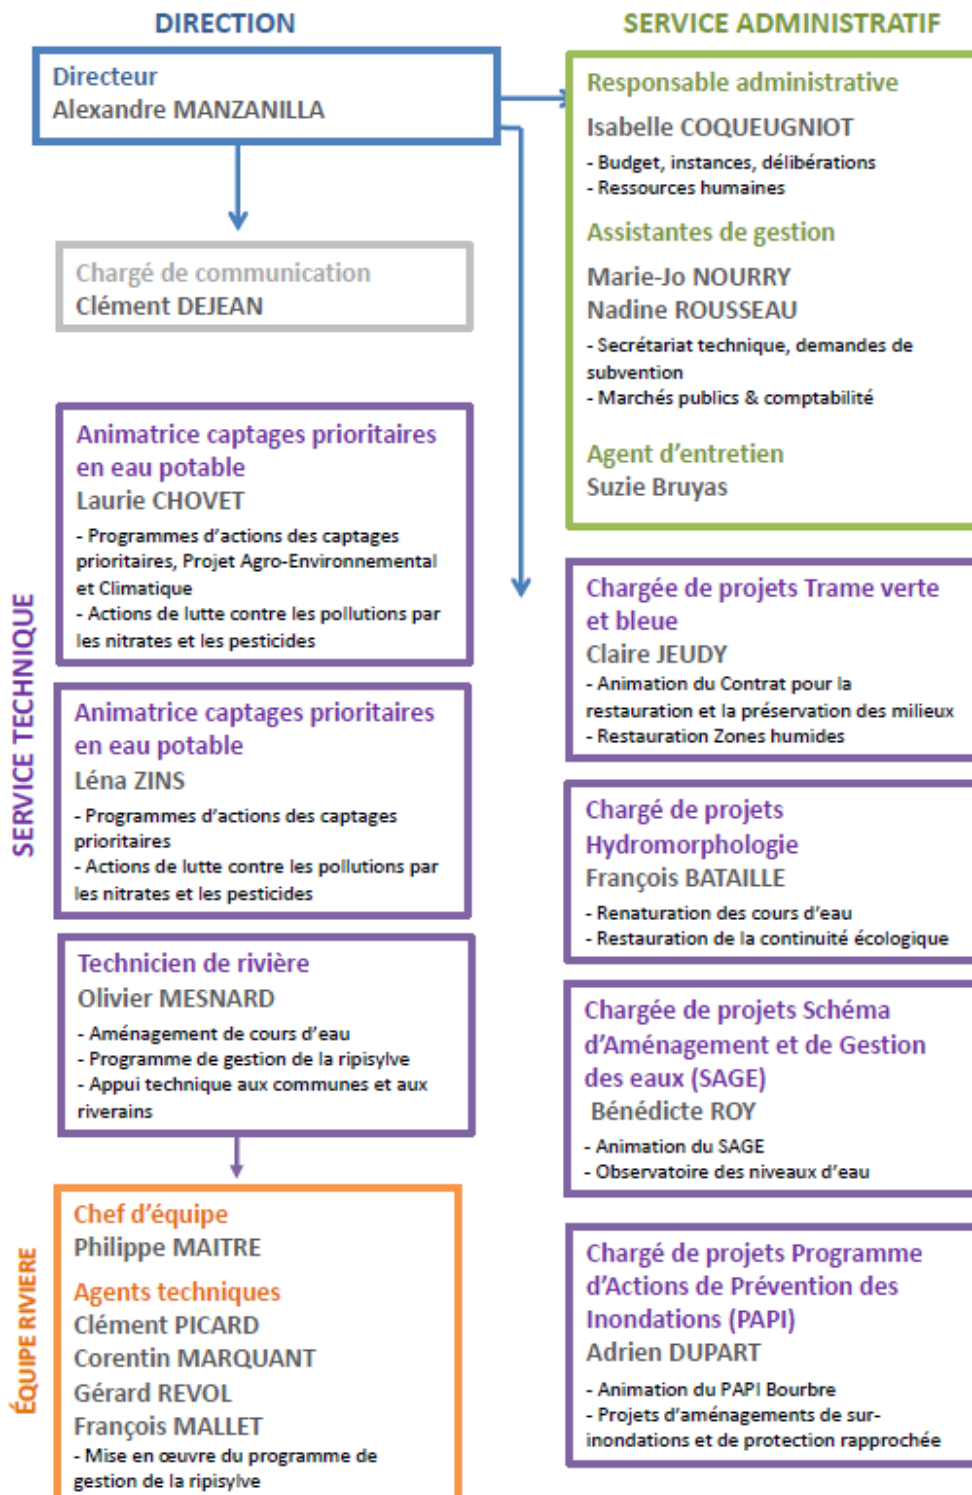 DIRECTION
Directeur
Alexandre MANZANILLA
Chargé de communication
Clément DEJEAN
SERVICE ADMINISTRATIF
Responsable administrative
Isabelle COQUEUGNIOT
- Budget, instances, délibérations
- Ressources humaines
Assistantes de gestion
Marie-Jo NOURRY
Nadine ROUSSEAU
- Secrétariat technique, demandes de
subvention
- Marchés publics & comptabilité
Agent d’entretien
Suzie Bruyas
SERVICE TECHNIQUE
Animatrice captages prioritaires
en eau potable
Laurie CHOVET
- Programmes d’actions des captages
prioritaires, Projet Agro-Environnemental
et Climatique
- Actions de lutte contre les pollutions par
les nitrates et les pesticides
Animatrice captages prioritaires
en eau potable
Léna ZINS
- Programmes d’actions des captages
prioritaires
- Actions de lutte contre les pollutions par
les nitrates et les pesticides
Technicien de rivière
Olivier MESNARD
- Aménagement de cours d’eau
- Programme de gestion de la ripisylve
- Appui technique aux communes et aux
riverains
Chargée de projets Trame verte
et bleue
Claire JEUDY
- Animation du Contrat pour la
restauration et la préservation des milieux
- Restauration Zones humides
Chargé de projets
Hydromorphologie
François BATAILLE
- Renaturation des cours d’eau
- Restauration de la continuité écologique
Chargée de projets Schéma
d’Aménagement et de Gestion
des eaux (SAGE)
Bénédicte ROY
- Animation du SAGE
- Observatoire des niveaux d’eau
Chargé de projets Programme
d’Actions de Prévention des
Inondations (PAPI)
Adrien DUPART
- Animation du PAPI Bourbre
- Projets d’aménagements de sur-
inondations et de protection rapprochée
ÉQUIPE RIVIERE
Chef d’équipe
Philippe MAITRE
Agents techniques
Clément PICARD
Corentin MARQUANT
Gérard REVOL
François MALLET
- Mise en œuvre du programme de
gestion de la ripisylve